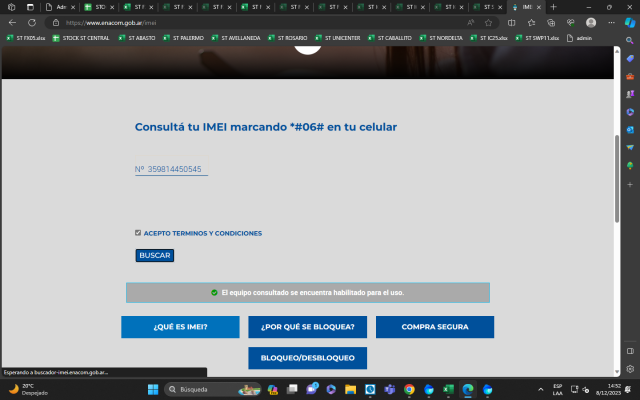 Adm
STO
ST F
ST F
ST F
ST F
ST F
ST F
ST F
ST F
ST F
IMEI
https://www.enacom.gob.ar/imei
ST FX05.xlsx
STOCK ST CENTRAL
ST ABASTO
ST PALERMO
ST AVELLANEDA
ST ROSARIO
ST UNICENTER
ST CABALLITO
ST NORDELTA
ST IC25.xlsx
ST SWP11.xlsx
admin
Consultá tu IMEI marcando *#06# en tu celular
Nº 359814450545
ACEPTO TERMINOS Y CONDICIONES
BUSCAR
El equipo consultado se encuentra habilitado para el uso.
¿QUÉ ES IMEI?
¿POR QUÉ SE BLOQUEA?
COMPRA SEGURA
BLOQUEO/DESBLOQUEO
Esperando a buscador-imei.enacom.gob.ar...
20°C
Despejado
Búsqueda
ESP
LAA
14:52
8/12/2023